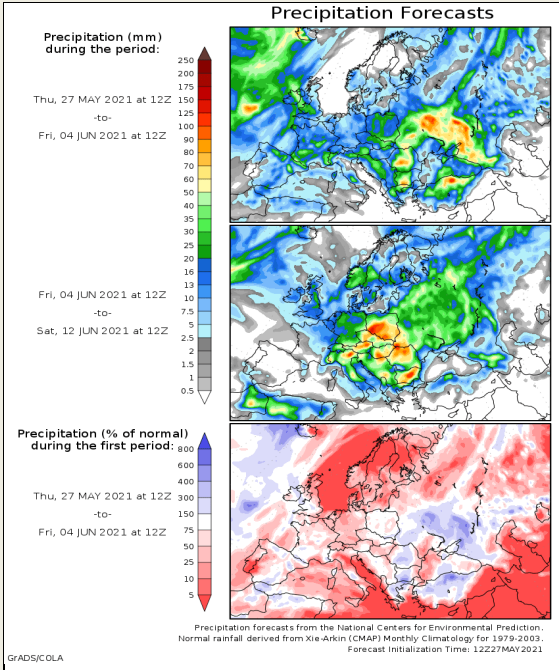 Precipitation Forecasts
Precipitation (mm)
during the period:
250
200
175
150
125
100
90
80
70
60
50
40
35
30
25
20
16
13
10
7.5
5
2.5
2
1.5
1
0.5
Thu, 27 MAY 2021 at 12Z
-to-
Fri, 04 JUN 2021 at 12Z
Fri, 04 JUN 2021 at 12Z
-to-
Sat, 12 JUN 2021 at 12Z
Precipitation (% of normal)
during the first period:
800
600
400
300
150
75
50
25
10
5
Thu, 27 MAY 2021 at 12Z
-to-
Fri, 04 JUN 2021 at 12Z
Precipitation forecasts from the National Centers for Environmental Prediction.
Normal rainfall derived from Xie-Arkin (CMAP) Monthly Climatology for 1979-2003.
Forecast Initialization Time: 12Z27MAY2021
GrADS/COLA